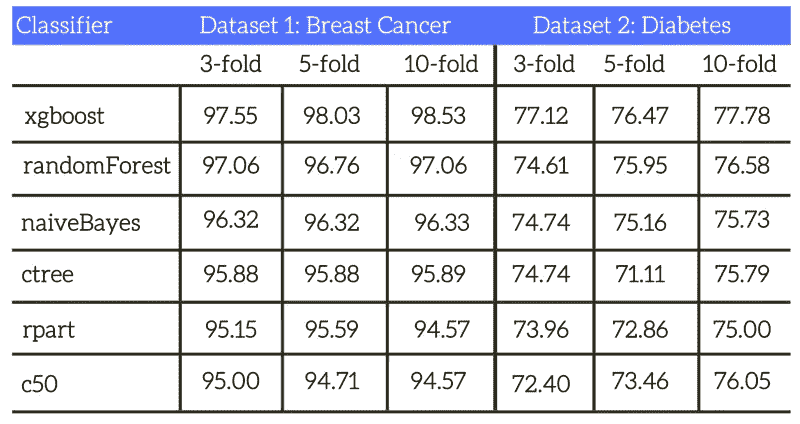 Classifier Dataset 1: Breast Cancer Dataset 2: Diabetes
3-fold 5-fold 10-fold 3-fold 5-fold 10-fold
xgboost 97.55 98.03 98.53 77.12 76.47 77.78
randomForest 97.06 96.76 97.06 74.61 75.95 76.58
naiveBayes 96.32 96.32 96.33 74.74 75.16 75.73
ctree 95.88 95.88 95.89 74.74 71.11 75.79
rpart 95.15 95.59 94.57 73.96 72.86 75.00
c50 95.00 94.71 94.57 72.40 73.46 76.05